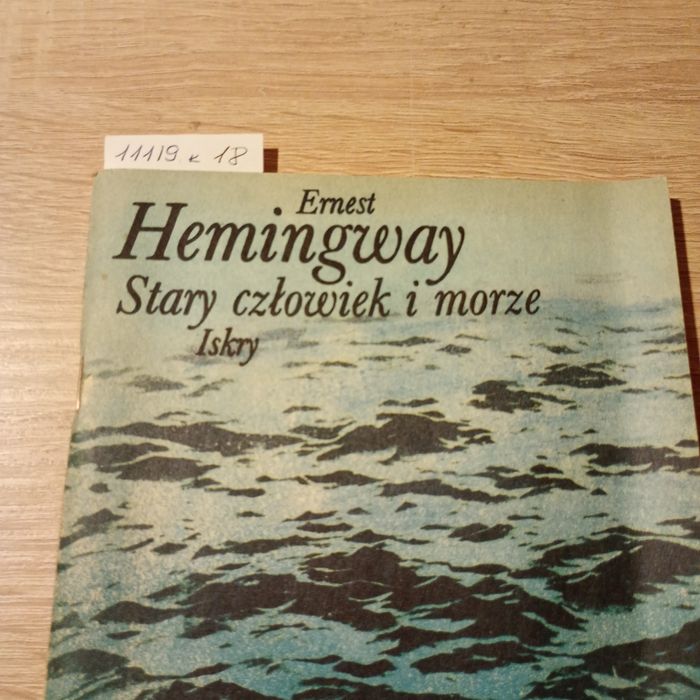 11119 k 18
Ernest
Hemingway
Stary człowiek i morze
Iskry